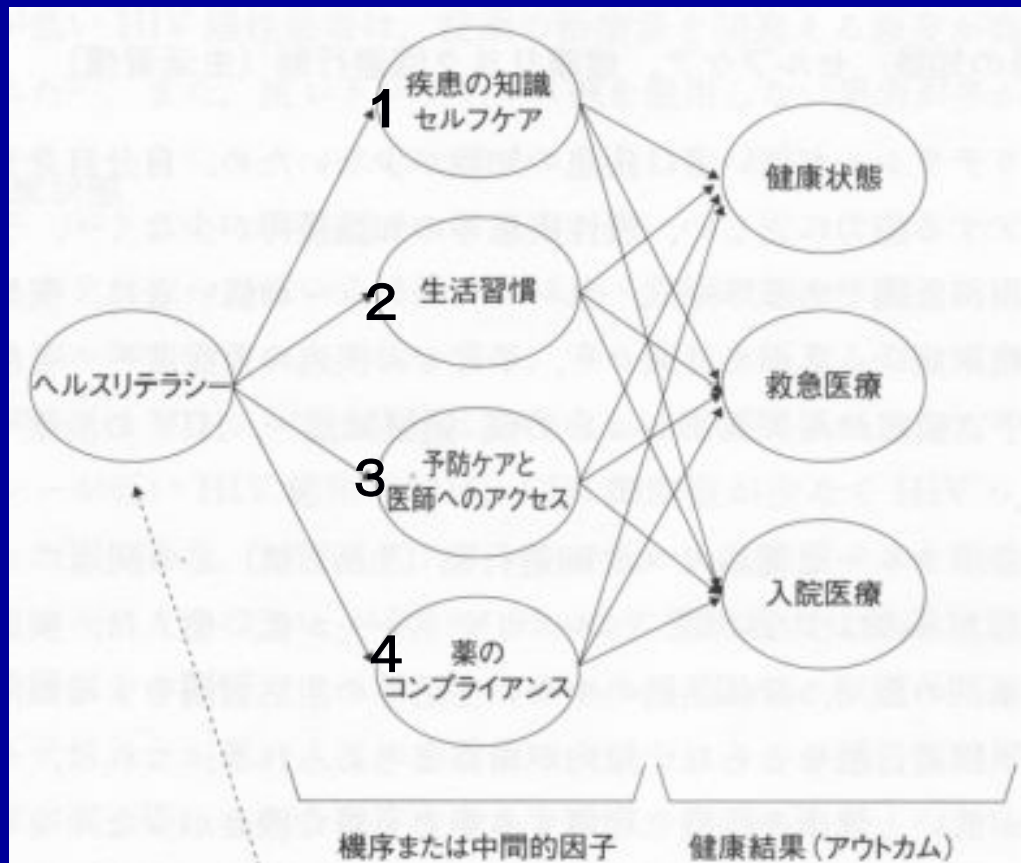 1
疾患の知識
セルフケア
健康状態
2
生活習慣
ヘルスリテラシー
救急医療
3
予防ケアと
医師へのアクセス
入院医療
4
薬の
コンプライアンス
機序または中間的因子
健康結果(アウトカム)